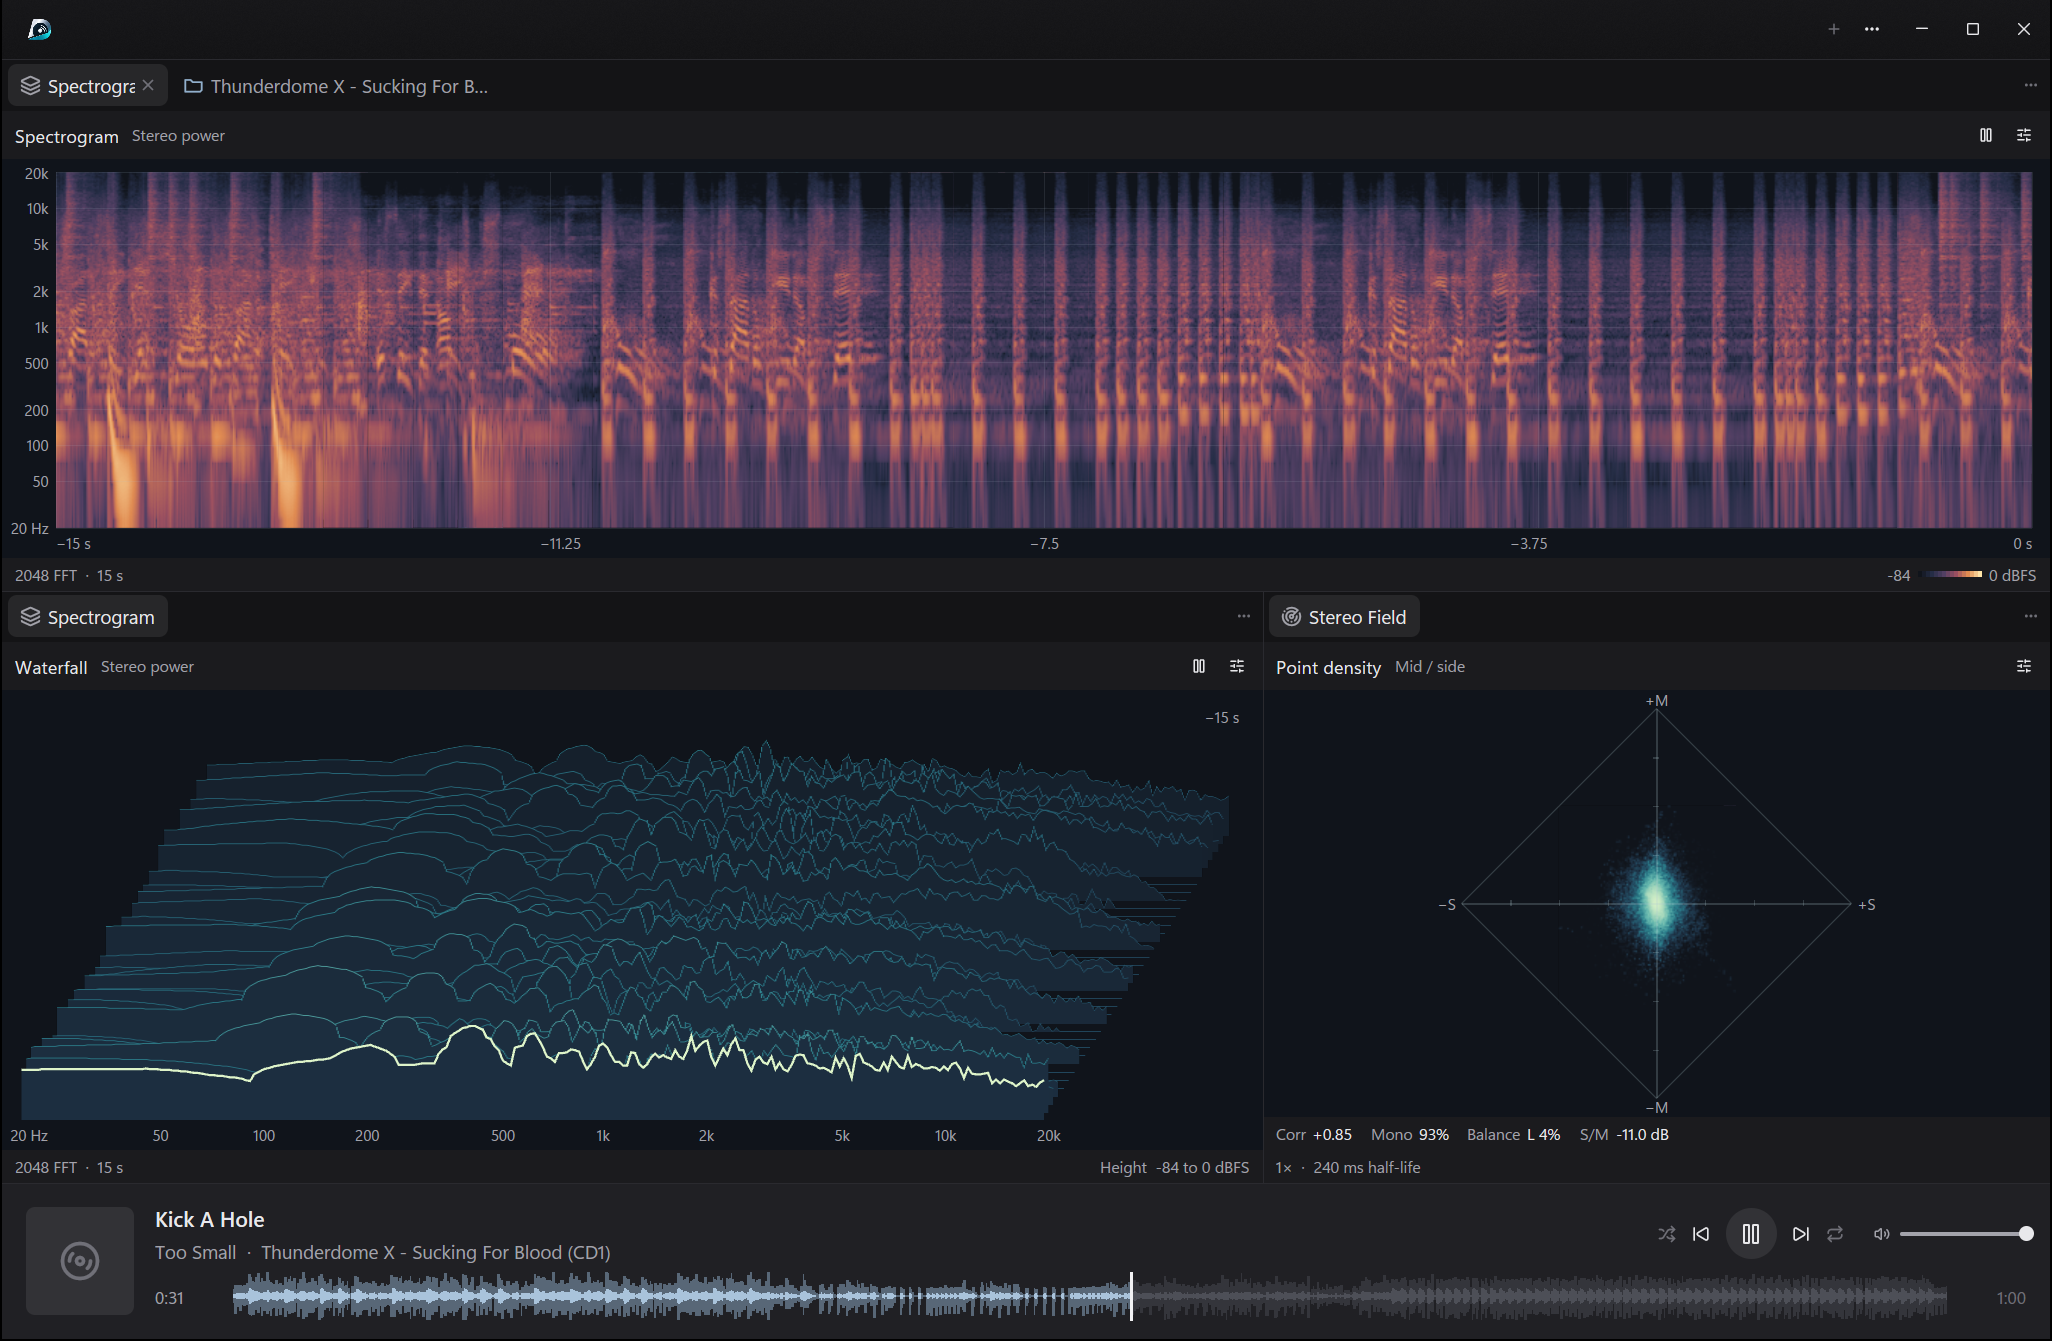 Spectrogra
Thunderdome X - Sucking For B...
Spectrogram Stereo power
20k
10k
5k
2k
1k
500
200
100
50
20 Hz
−15 s −11.25 −7.5 −3.75 0 s
2048 FFT · 15 s -84 0 dBFS
Spectrogram
Waterfall Stereo power
−15 s
20 Hz 50 100 200 500 1k 2k 5k 10k 20k
2048 FFT · 15 s Height -84 to 0 dBFS
Stereo Field
Point density Mid / side
+M
−S +S
−M
Corr +0.85 Mono 93% Balance L 4% S/M -11.0 dB
1× · 240 ms half-life
Kick A Hole
Too Small · Thunderdome X - Sucking For Blood (CD1)
0:31 1:00